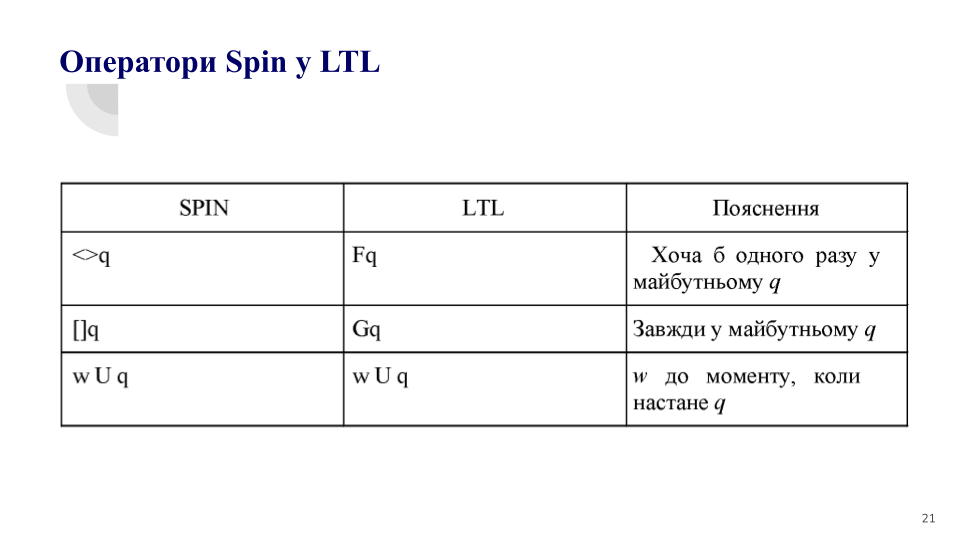 Оператори Spin у LTL
SPIN LTL Пояснення
<>q Fq Хоча б одного разу у
майбутньому q
[]q Gq Завжди у майбутньому q
w U q w U q w до моменту, коли
настане q
21